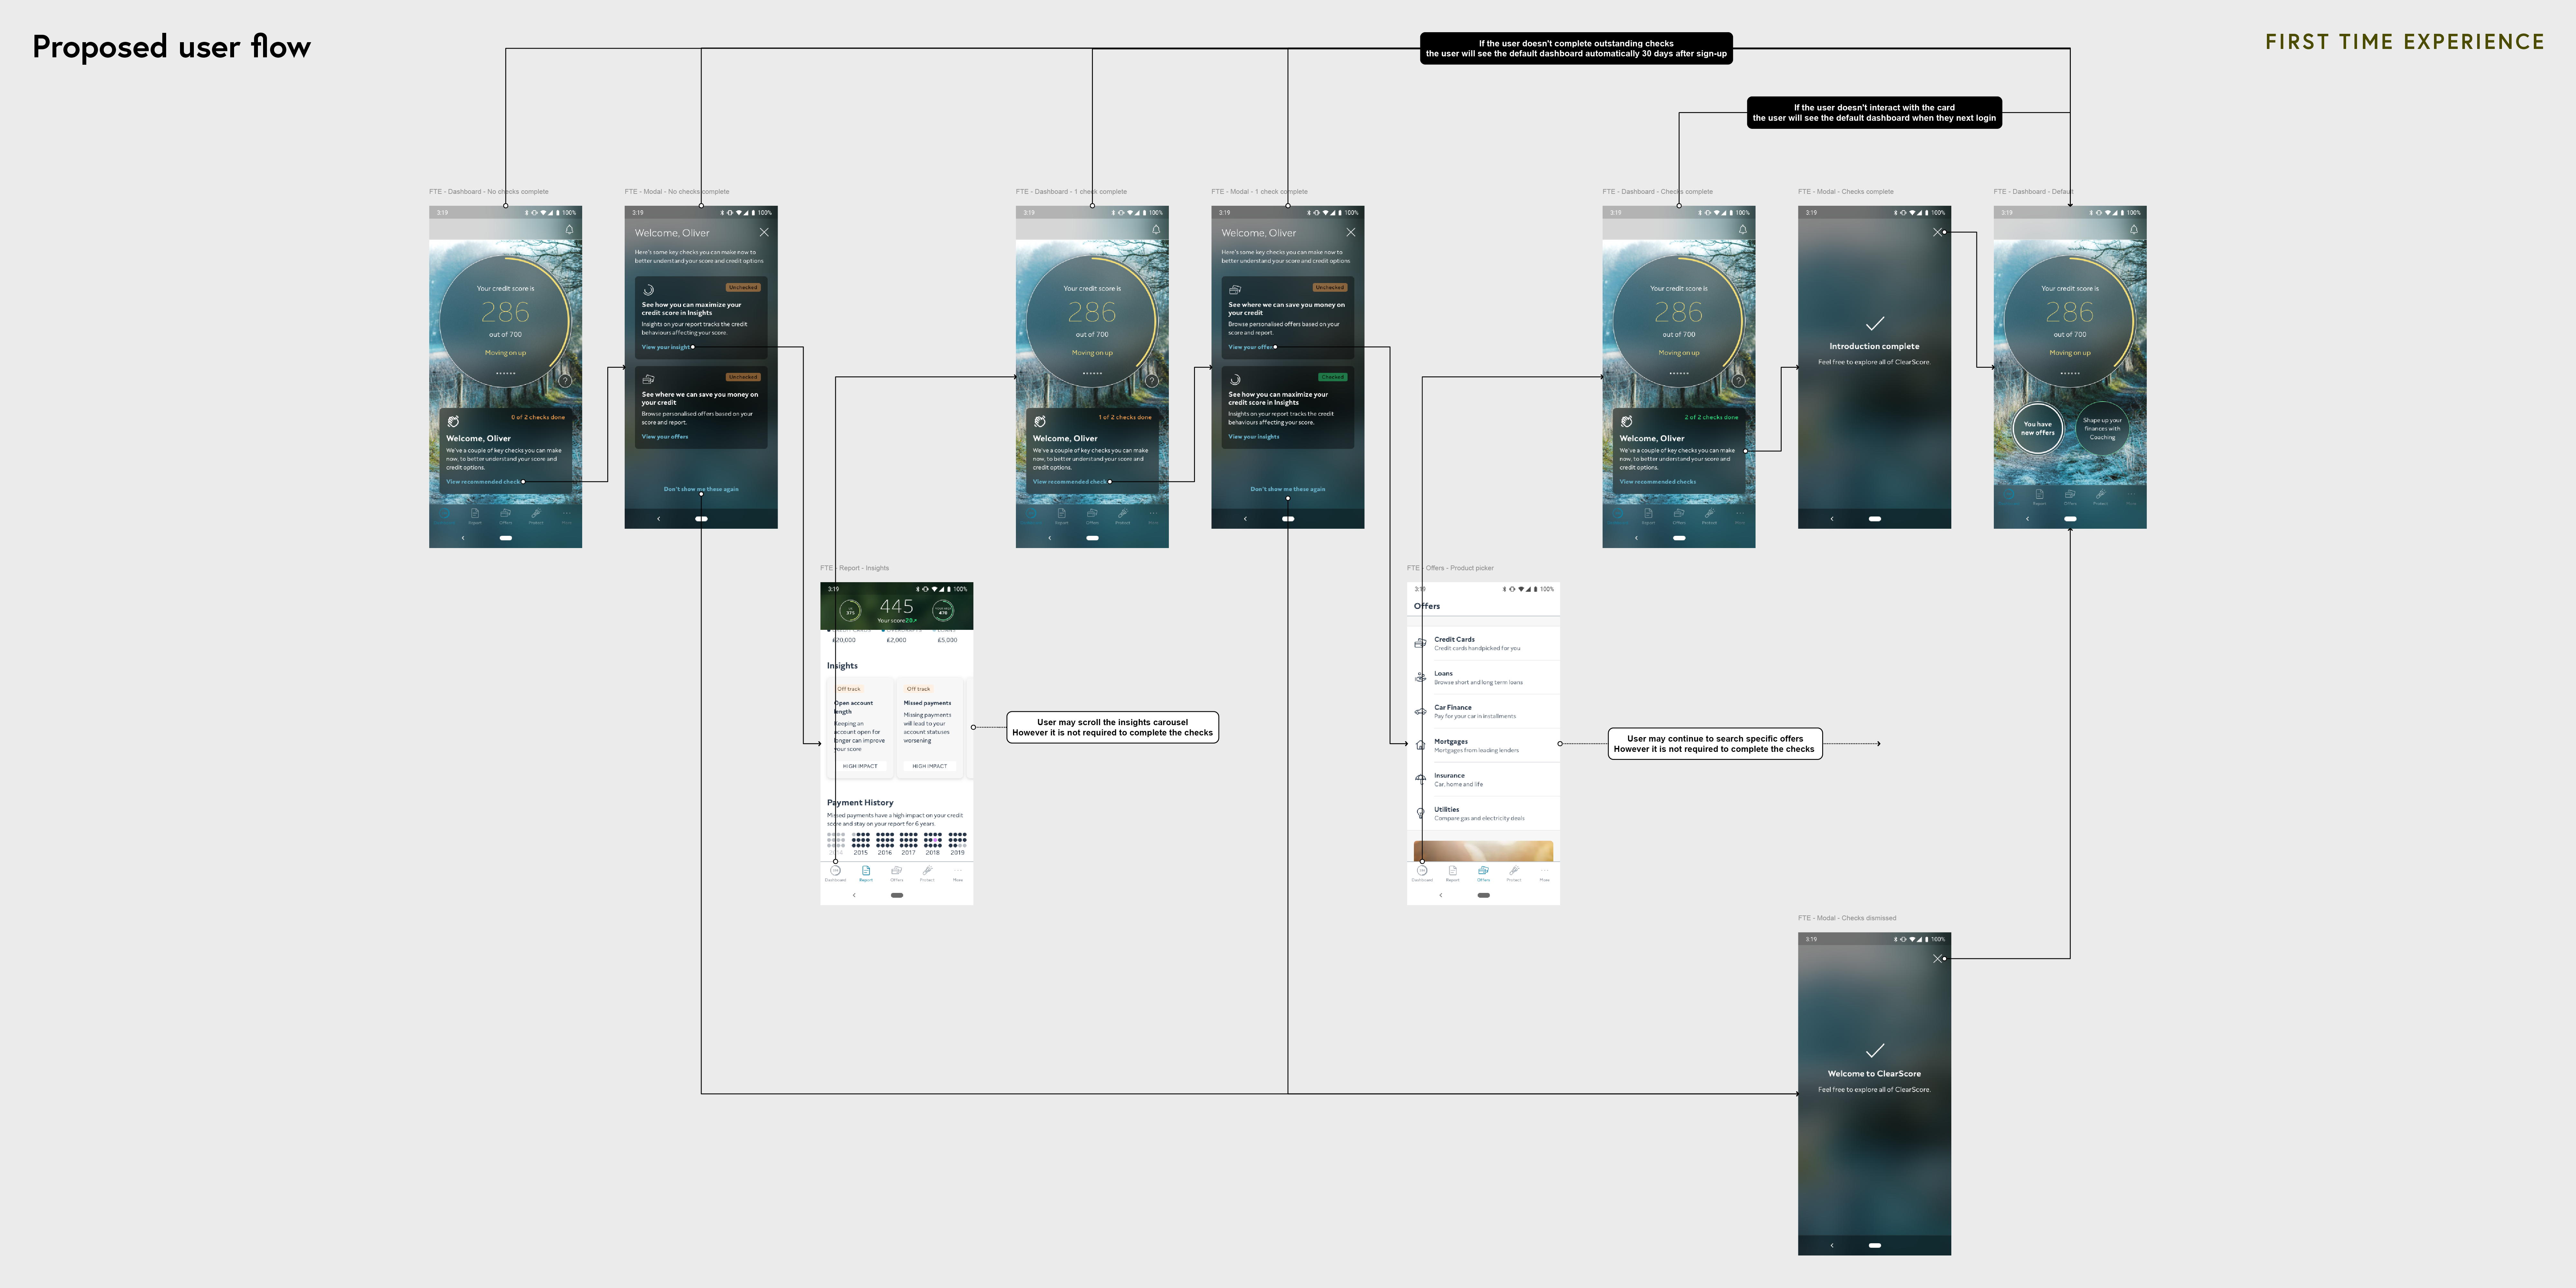 Proposed user flow
FIRST TIME EXPERIENCE
If the user doesn't complete outstanding checks
the user will see the default dashboard automatically 30 days after sign-up
If the user doesn't interact with the card
the user will see the default dashboard when they next login
FTE - Dashboard - No checks complete
3:19
100%
Your credit score is
286
out of 700
Moving on up
?
0 of 2 checks done
Welcome, Oliver
We've a couple of key checks you can make
now, to better understand your score and
credit options.
View recommended check
Report
Offers
Protect
More
FTE - Modal - No checks complete
3:19
100%
Welcome, Oliver
Here's some key checks you can make now to
better understand your score and credit options
Unchecked
See how you can maximize your
credit score in Insights
Insights on your report tracks the credit
behaviours affecting your score.
View your insight
Unchecked
See where we can save you money on
your credit
Browse personalised offers based on your
score and report.
View your offers
Don't show me these again
FTE - Report - Insights
3:19
100%
375
445
Your score 20
470
£20,000
£2,000
£5,000
Insights
Off track
Open account
length
Keeping an
account open for
longer can improve
your score
HIGH IMPACT
Off track
Missed payments
Missing payments
will lead to your
account statuses
worsening
HIGH IMPACT
Payment History
Missed payments have a high impact on your credit
score and stay on your report for 6 years.
2014
2015
2016
2017
2018
2019
Dashboard
Report
Offers
Protect
More
User may scroll the insights carousel
However it is not required to complete the checks
FTE - Dashboard - 1 check complete
3:19
100%
Your credit score is
286
out of 700
Moving on up
?
1 of 2 checks done
Welcome, Oliver
We've a couple of key checks you can make
now, to better understand your score and
credit options.
View recommended check
Report
Offers
Protect
More
FTE - Modal - 1 check complete
3:19
100%
Welcome, Oliver
Here's some key checks you can make now to
better understand your score and credit options
Unchecked
See where we can save you money on
your credit
Browse personalised offers based on your
score and report.
View your offer
Checked
See how you can maximize your
credit score in Insights
Insights on your report tracks the credit
behaviours affecting your score.
View your insights
Don't show me these again
FTE - Offers - Product picker
3:19
100%
Offers
Credit Cards
Credit cards handpicked for you
Loans
Browse short and long term loans
Car Finance
Pay for your car in installments
Mortgages
Mortgages from leading lenders
Insurance
Car, home and life
Utilities
Compare gas and electricity deals
Dashboard
Report
Offers
Protect
More
User may continue to search specific offers
However it is not required to complete the checks
FTE - Dashboard - Checks complete
3:19
100%
Your credit score is
286
out of 700
Moving on up
?
2 of 2 checks done
Welcome, Oliver
We've a couple of key checks you can make
now, to better understand your score and
credit options.
View recommended checks
Report
Offers
Protect
More
FTE - Modal - Checks complete
3:19
100%
Introduction complete
Feel free to explore all of ClearScore.
FTE - Dashboard - Default
100%
Your credit score is
286
out of 700
Moving on up
You have
new offers
Shape up your
finances with
Coaching
Report
Offers
Protect
More
FTE - Modal - Checks dismissed
3:19
100%
Welcome to ClearScore
Feel free to explore all of ClearScore.